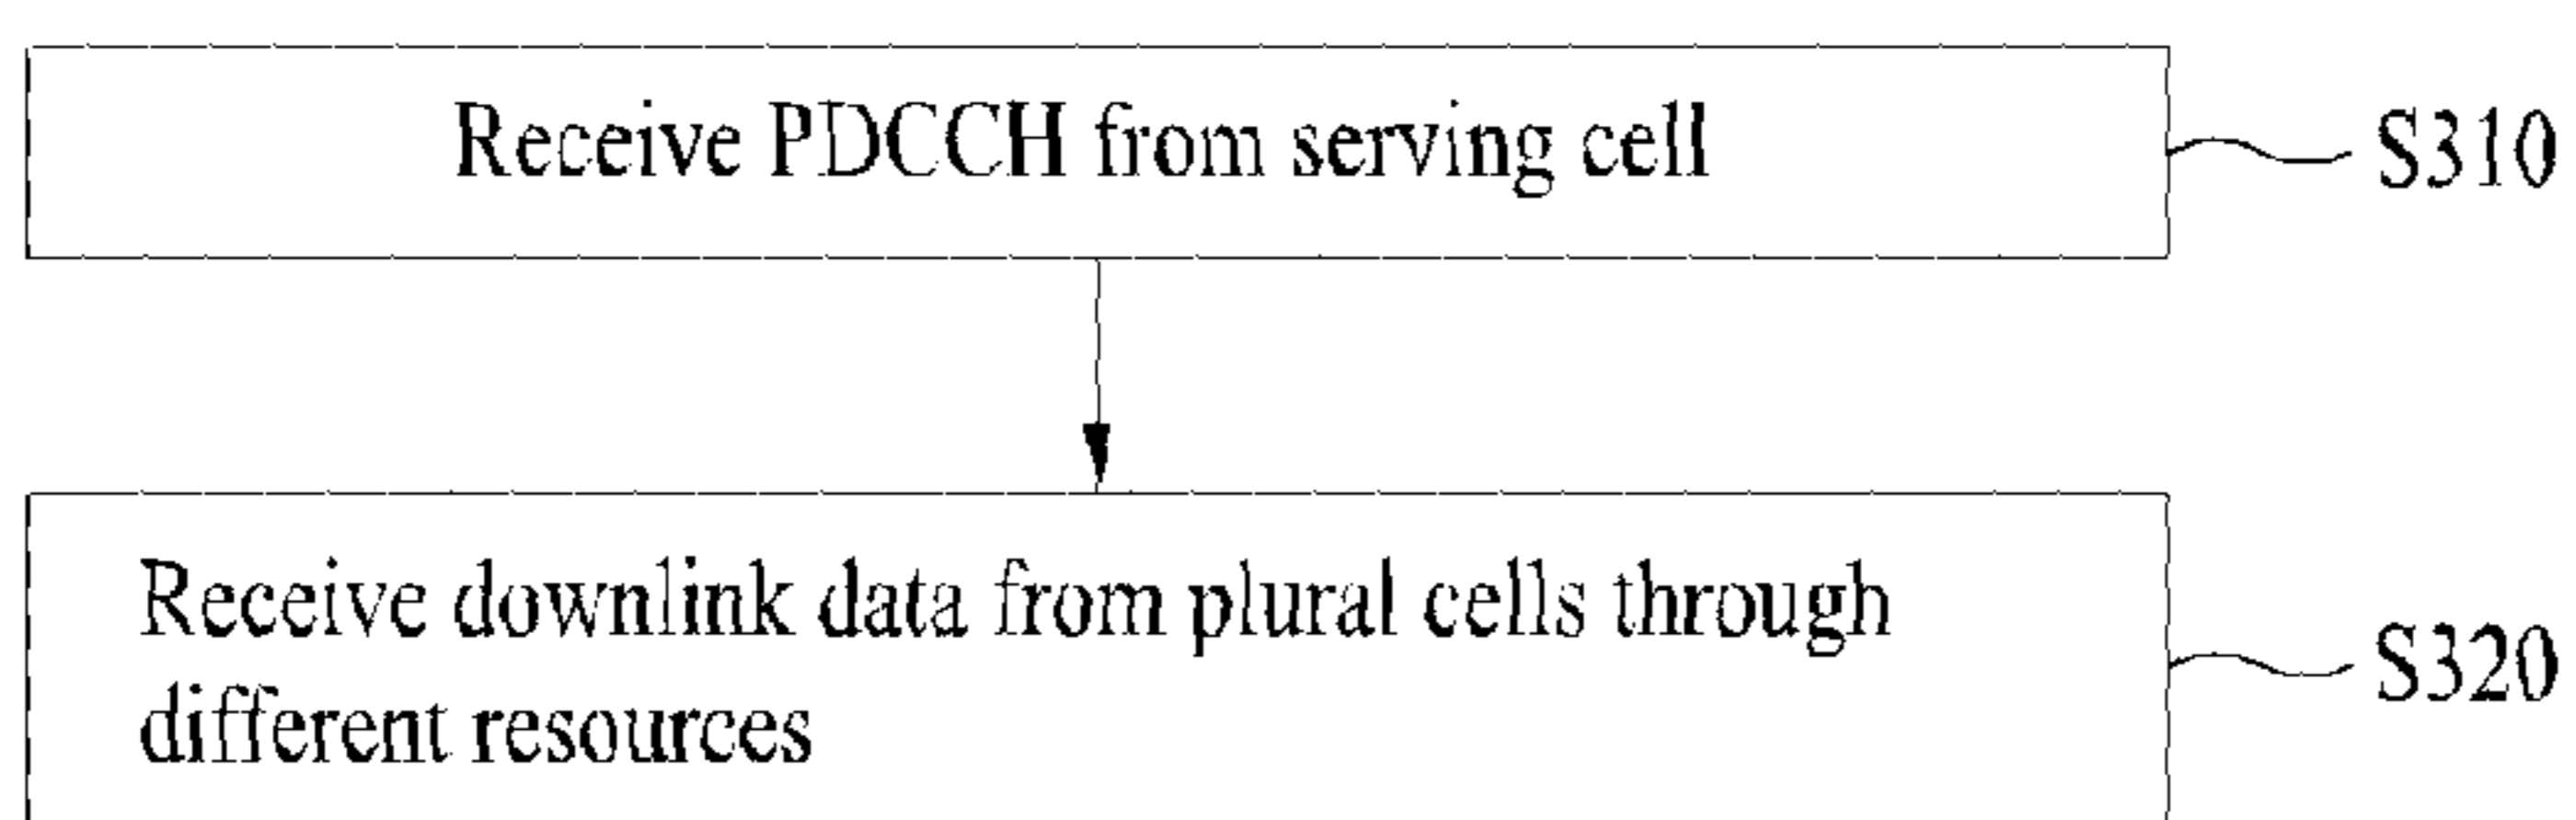 Receive PDCCH from serving cell
S310
Receive downlink data from plural cells through
different resources
S320